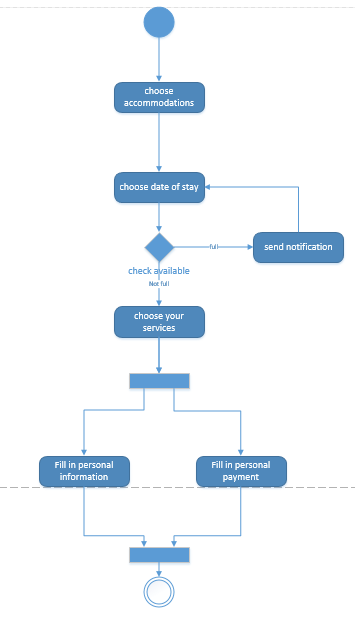 choose
accommodations
choose date of stay
full
send notification
check available
Not full
choose your
services
Fill in personal
information
Fill in personal
payment